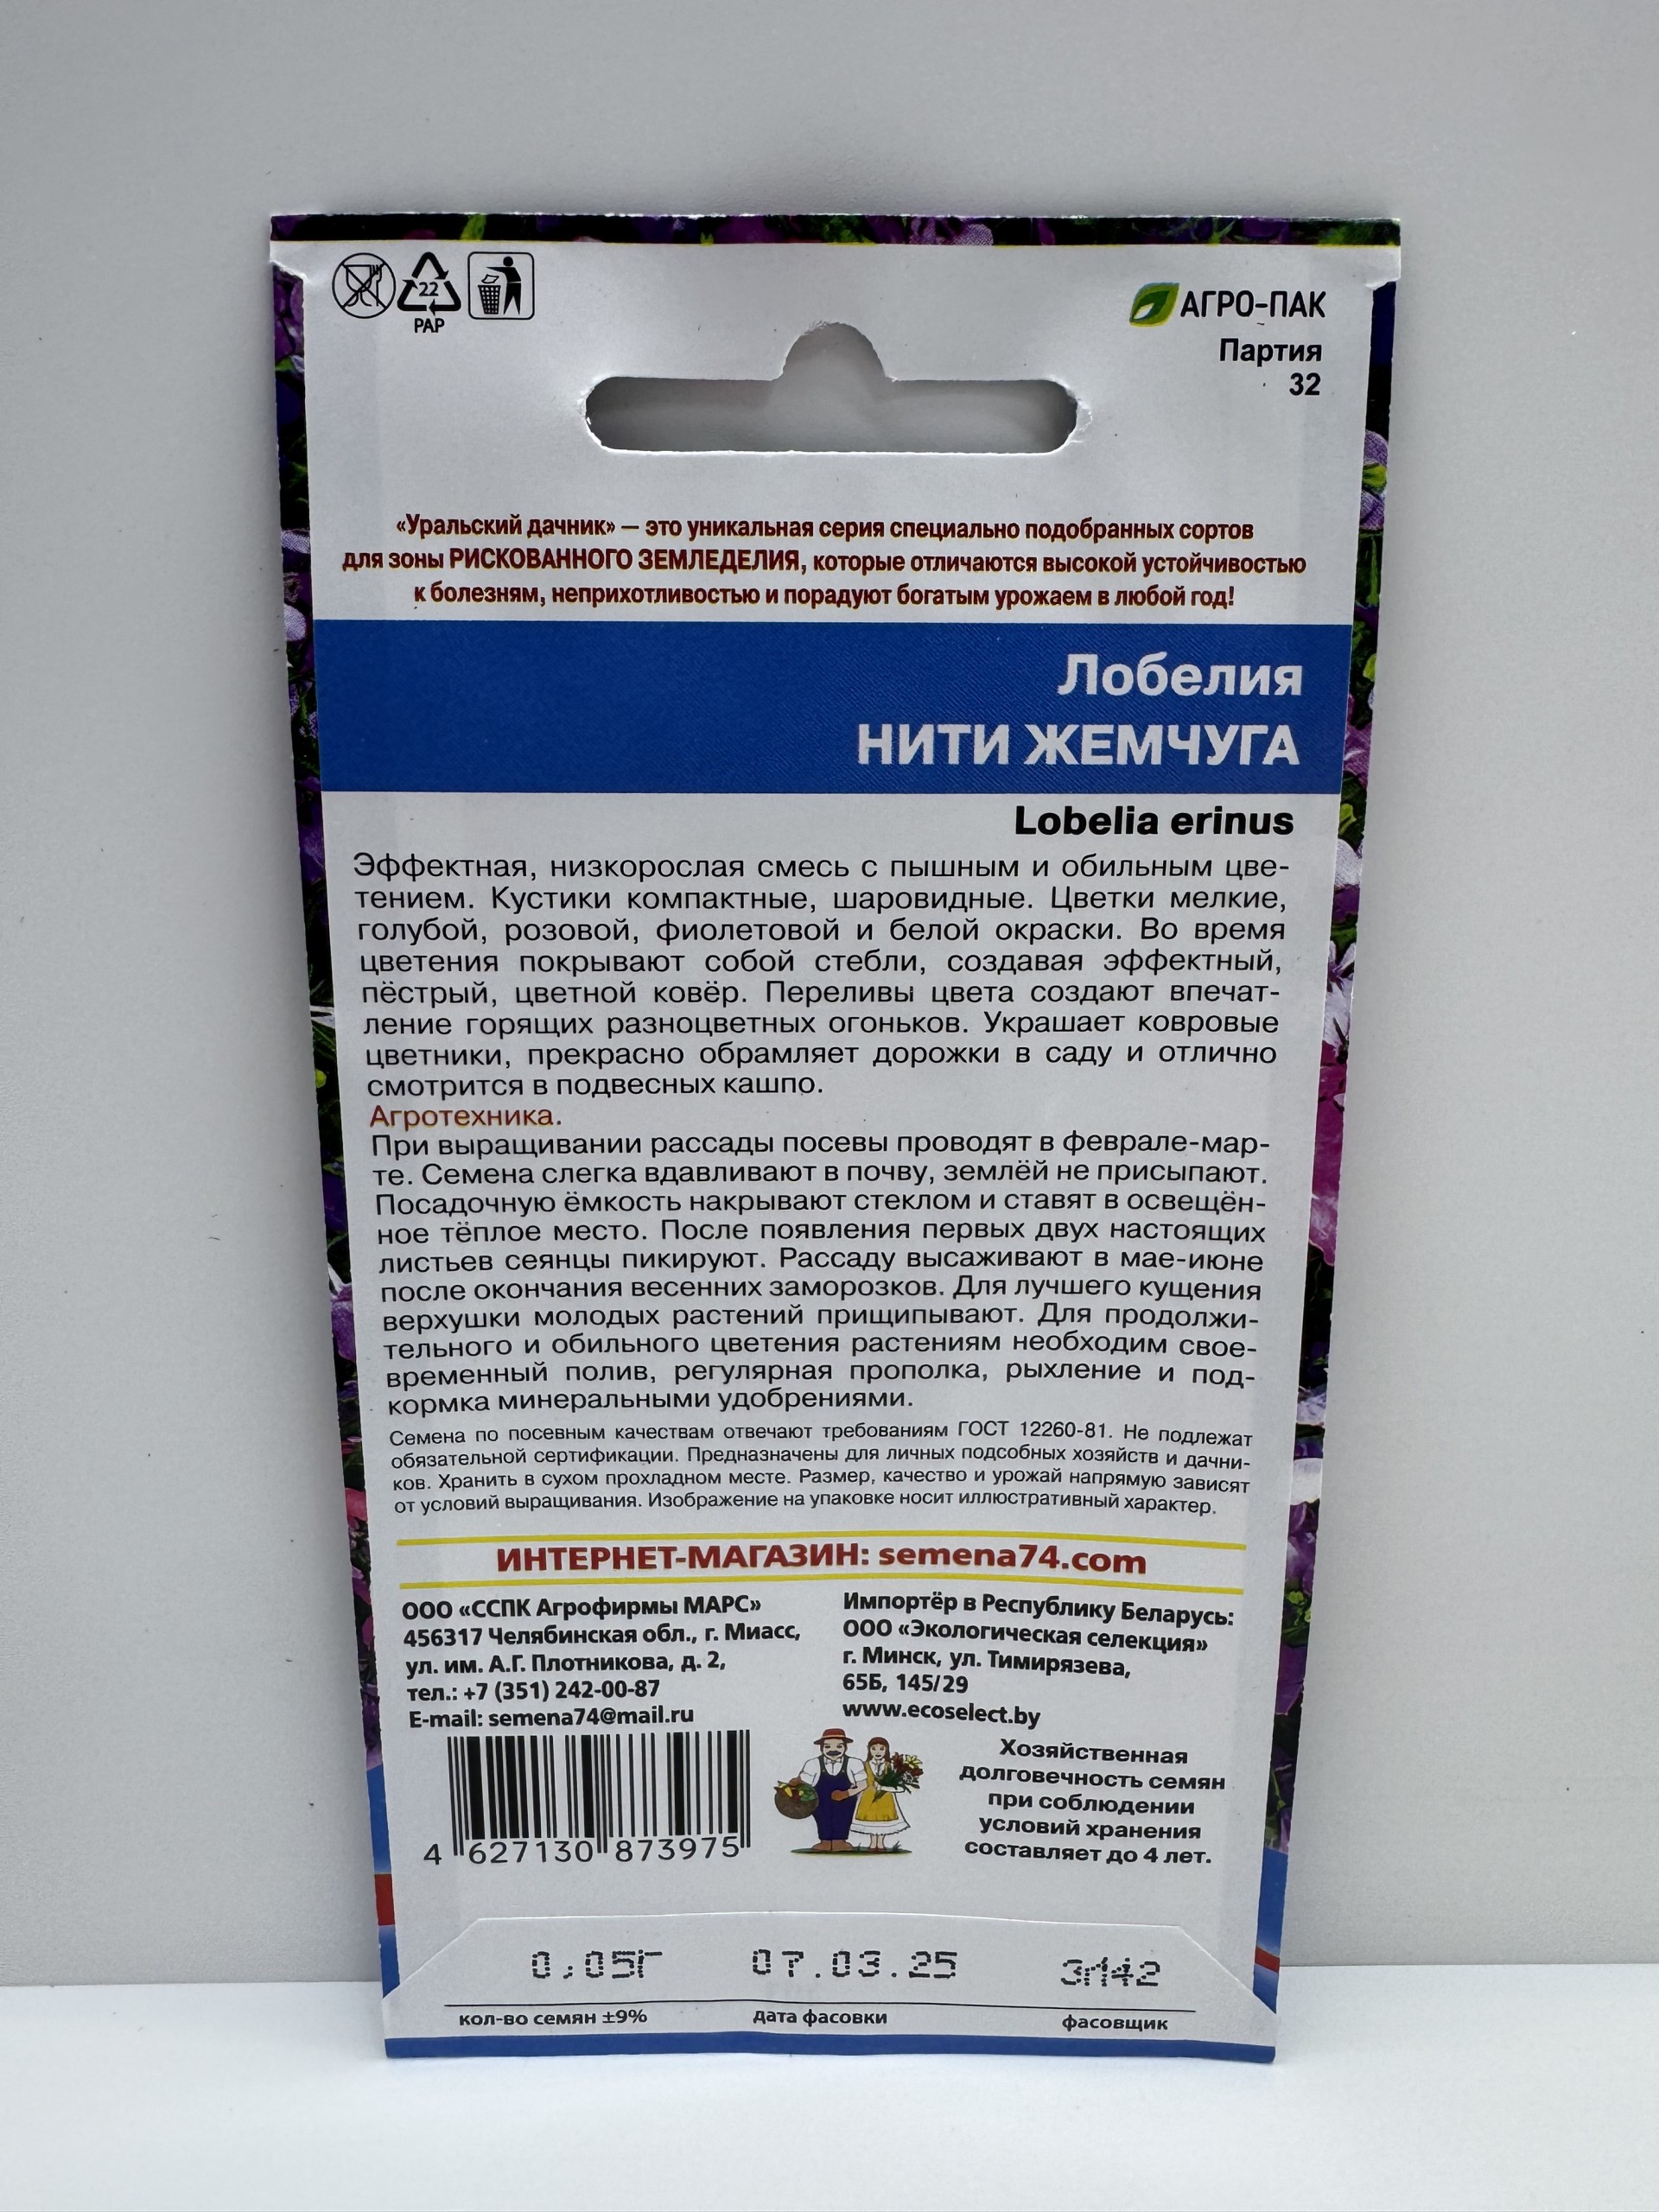 22
PAP
АГРО-ПАК
Партия
32
«Уральский дачник» — это уникальная серия специально подобранных сортов
для зоны РИСКОВАННОГО ЗЕМЛЕДЕЛИЯ, которые отличаются высокой устойчивостью
к болезням, неприхотливостью и порадуют богатым урожаем в любой год!
Лобелия
НИТИ ЖЕМЧУГА
Lobelia erinus
Эффектная, низкорослая смесь с пышным и обильным цве-
тением. Кустики компактные, шаровидные. Цветки мелкие,
голубой, розовой, фиолетовой и белой окраски. Во время
цветения покрывают собой стебли, создавая эффектный,
пёстрый, цветной ковёр. Переливы цвета создают впечат-
ление горящих разноцветных огоньков. Украшает ковровые
цветники, прекрасно обрамляет дорожки в саду и отлично
смотрится в подвесных кашпо.
Агротехника.
При выращивании рассады посевы проводят в феврале-мар-
те. Семена слегка вдавливают в почву, землёй не присыпают.
Посадочную ёмкость накрывают стеклом и ставят в освещён-
ное тёплое место. После появления первых двух настоящих
листьев сеянцы пикируют. Рассаду высаживают в мае-июне
после окончания весенних заморозков. Для лучшего кущения
верхушки молодых растений прищипывают. Для продолжи-
тельного и обильного цветения растениям необходим свое-
временный полив, регулярная прополка, рыхление и под-
кормка минеральными удобрениями.
Семена по посевным качествам отвечают требованиям ГОСТ 12260-81. Не подлежат
обязательной сертификации. Предназначены для личных подсобных хозяйств и дачни-
ков. Хранить в сухом прохладном месте. Размер, качество и урожай напрямую зависят
от условий выращивания. Изображение на упаковке носит иллюстративный характер.
ИНТЕРНЕТ-МАГАЗИН: semena74.com
ООО «ССПК Агрофирмы МАРС»
456317 Челябинская обл., г. Миасс,
ул. им. А.Г. Плотникова, д. 2,
тел.: +7 (351) 242-00-87
E-mail: semena74@mail.ru
Импортёр в Республику Беларусь:
ООО «Экологическая селекция»
г. Минск, ул. Тимирязева,
65Б, 145/29
www.ecoselect.by
4 627130 873975
Хозяйственная
долговечность семян
при соблюдении
условий хранения
составляет до 4 лет.
0,05Г 07.03.25
кол-во семян ±9% дата фасовки фасовщик